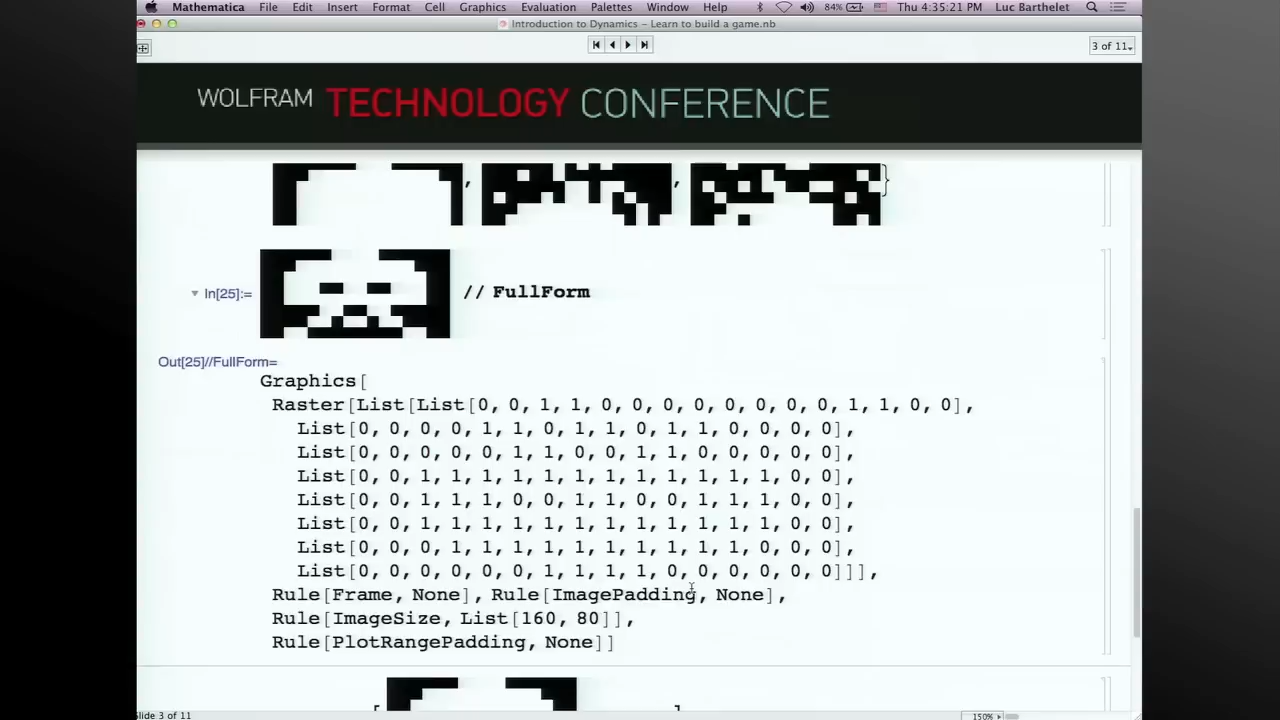 Mathematica File Edit Insert Format Cell Graphics Evaluation Palettes Window Help 84% Thu 4:35:21 PM Luc Barthelet
Introduction to Dynamics – Learn to build a game.nb
3 of 11
WOLFRAM TECHNOLOGY CONFERENCE
, , }
In[25]:= // FullForm
Out[25]//FullForm=
Graphics[
Raster[List[List[0, 0, 1, 1, 0, 0, 0, 0, 0, 0, 0, 0, 1, 1, 0, 0],
List[0, 0, 0, 0, 1, 1, 0, 1, 1, 0, 1, 1, 0, 0, 0, 0],
List[0, 0, 0, 0, 0, 1, 1, 0, 0, 1, 1, 0, 0, 0, 0, 0],
List[0, 0, 1, 1, 1, 1, 1, 1, 1, 1, 1, 1, 1, 1, 0, 0],
List[0, 0, 1, 1, 1, 0, 0, 1, 1, 0, 0, 1, 1, 1, 0, 0],
List[0, 0, 1, 1, 1, 1, 1, 1, 1, 1, 1, 1, 1, 1, 0, 0],
List[0, 0, 0, 1, 1, 1, 1, 1, 1, 1, 1, 1, 1, 0, 0, 0],
List[0, 0, 0, 0, 0, 0, 1, 1, 1, 1, 0, 0, 0, 0, 0, 0]]],
Rule[Frame, None], Rule[ImagePadding, None],
Rule[ImageSize, List[160, 80]],
Rule[PlotRangePadding, None]]
[ ]
Slide 3 of 11 150%